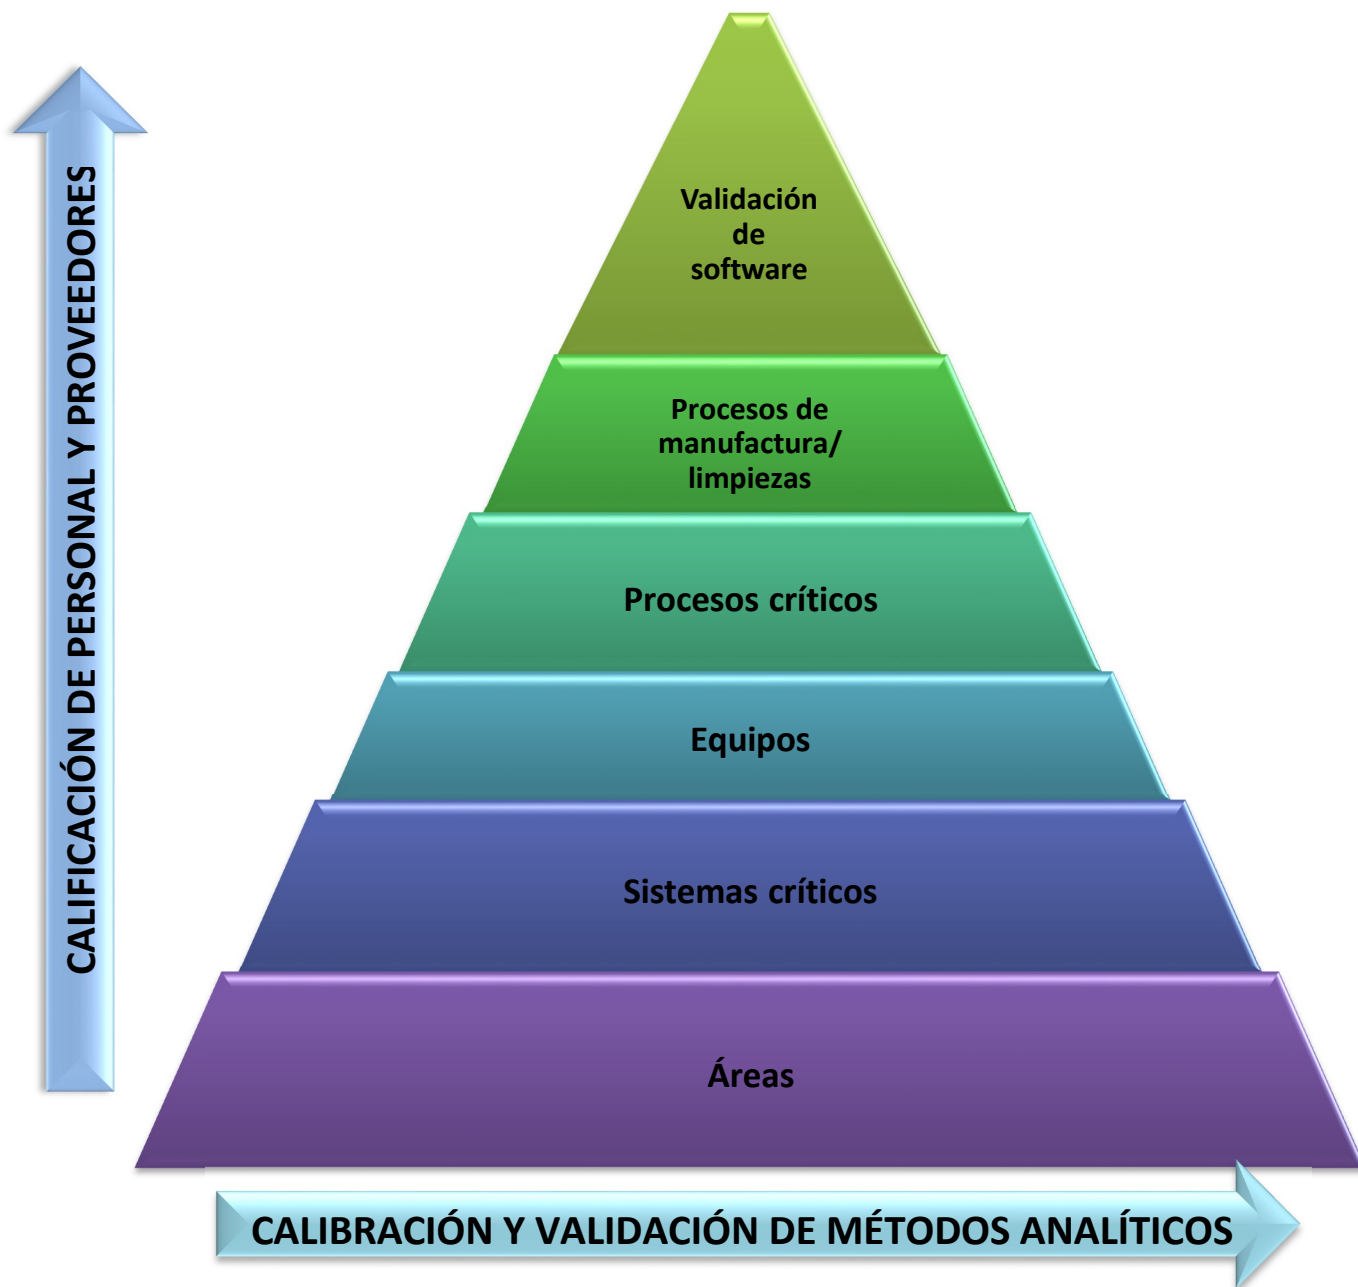 CALIFICACIÓN DE PERSONAL Y PROVEEDORES
Validación
de
software
Procesos de
manufactura/
limpiezas
Procesos críticos
Equipos
Sistemas críticos
Áreas
CALIBRACIÓN Y VALIDACIÓN DE MÉTODOS ANALÍTICOS